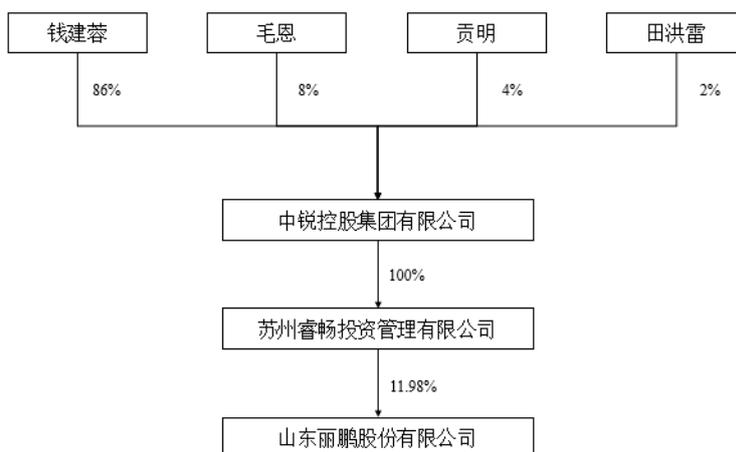 钱建蓉 毛恩 贡明 田洪雷
86% 8% 4% 2%
中锐控股集团有限公司
100%
苏州睿畅投资管理有限公司
11.98%
山东丽鹏股份有限公司